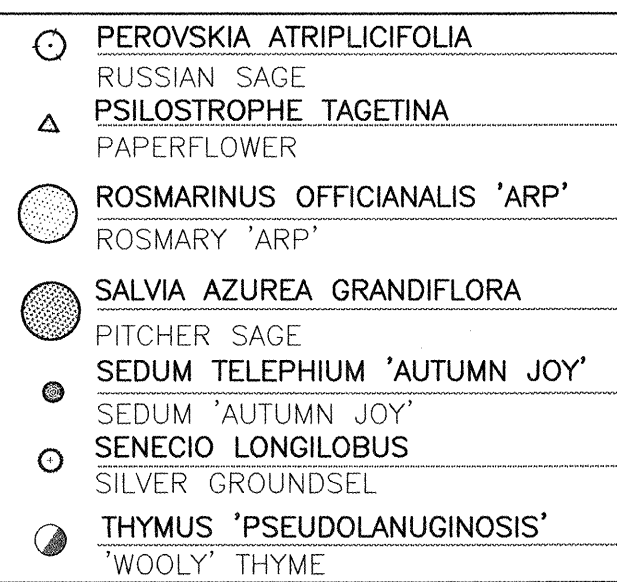 PEROVSKIA ATRIPLICIFOLIA
RUSSIAN SAGE
PSILOSTROPHE TAGETINA
PAPERFLOWER
ROSMARINUS OFFICIANALIS 'ARP'
ROSMARY 'ARP'
SALVIA AZUREA GRANDIFLORA
PITCHER SAGE
SEDUM TELEPHIUM 'AUTUMN JOY'
SEDUM 'AUTUMN JOY'
SENECIO LONGILOBUS
SILVER GROUNDSEL
THYMUS 'PSEUDOLANUGINOSIS'
'WOOLY' THYME